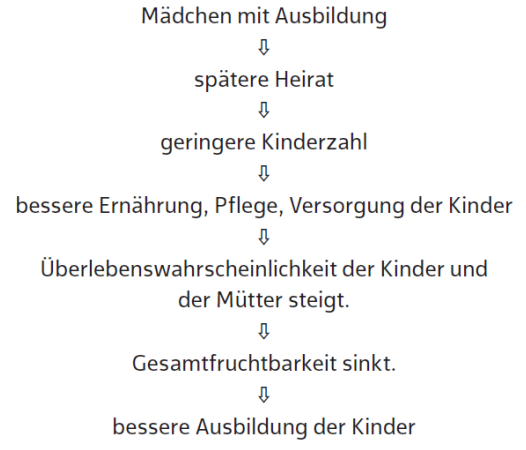 Mädchen mit Ausbildung
⇩
spätere Heirat
⇩
geringere Kinderzahl
⇩
bessere Ernährung, Pflege, Versorgung der Kinder
⇩
Überlebenswahrscheinlichkeit der Kinder und
der Mütter steigt.
⇩
Gesamtfruchtbarkeit sinkt.
⇩
bessere Ausbildung der Kinder